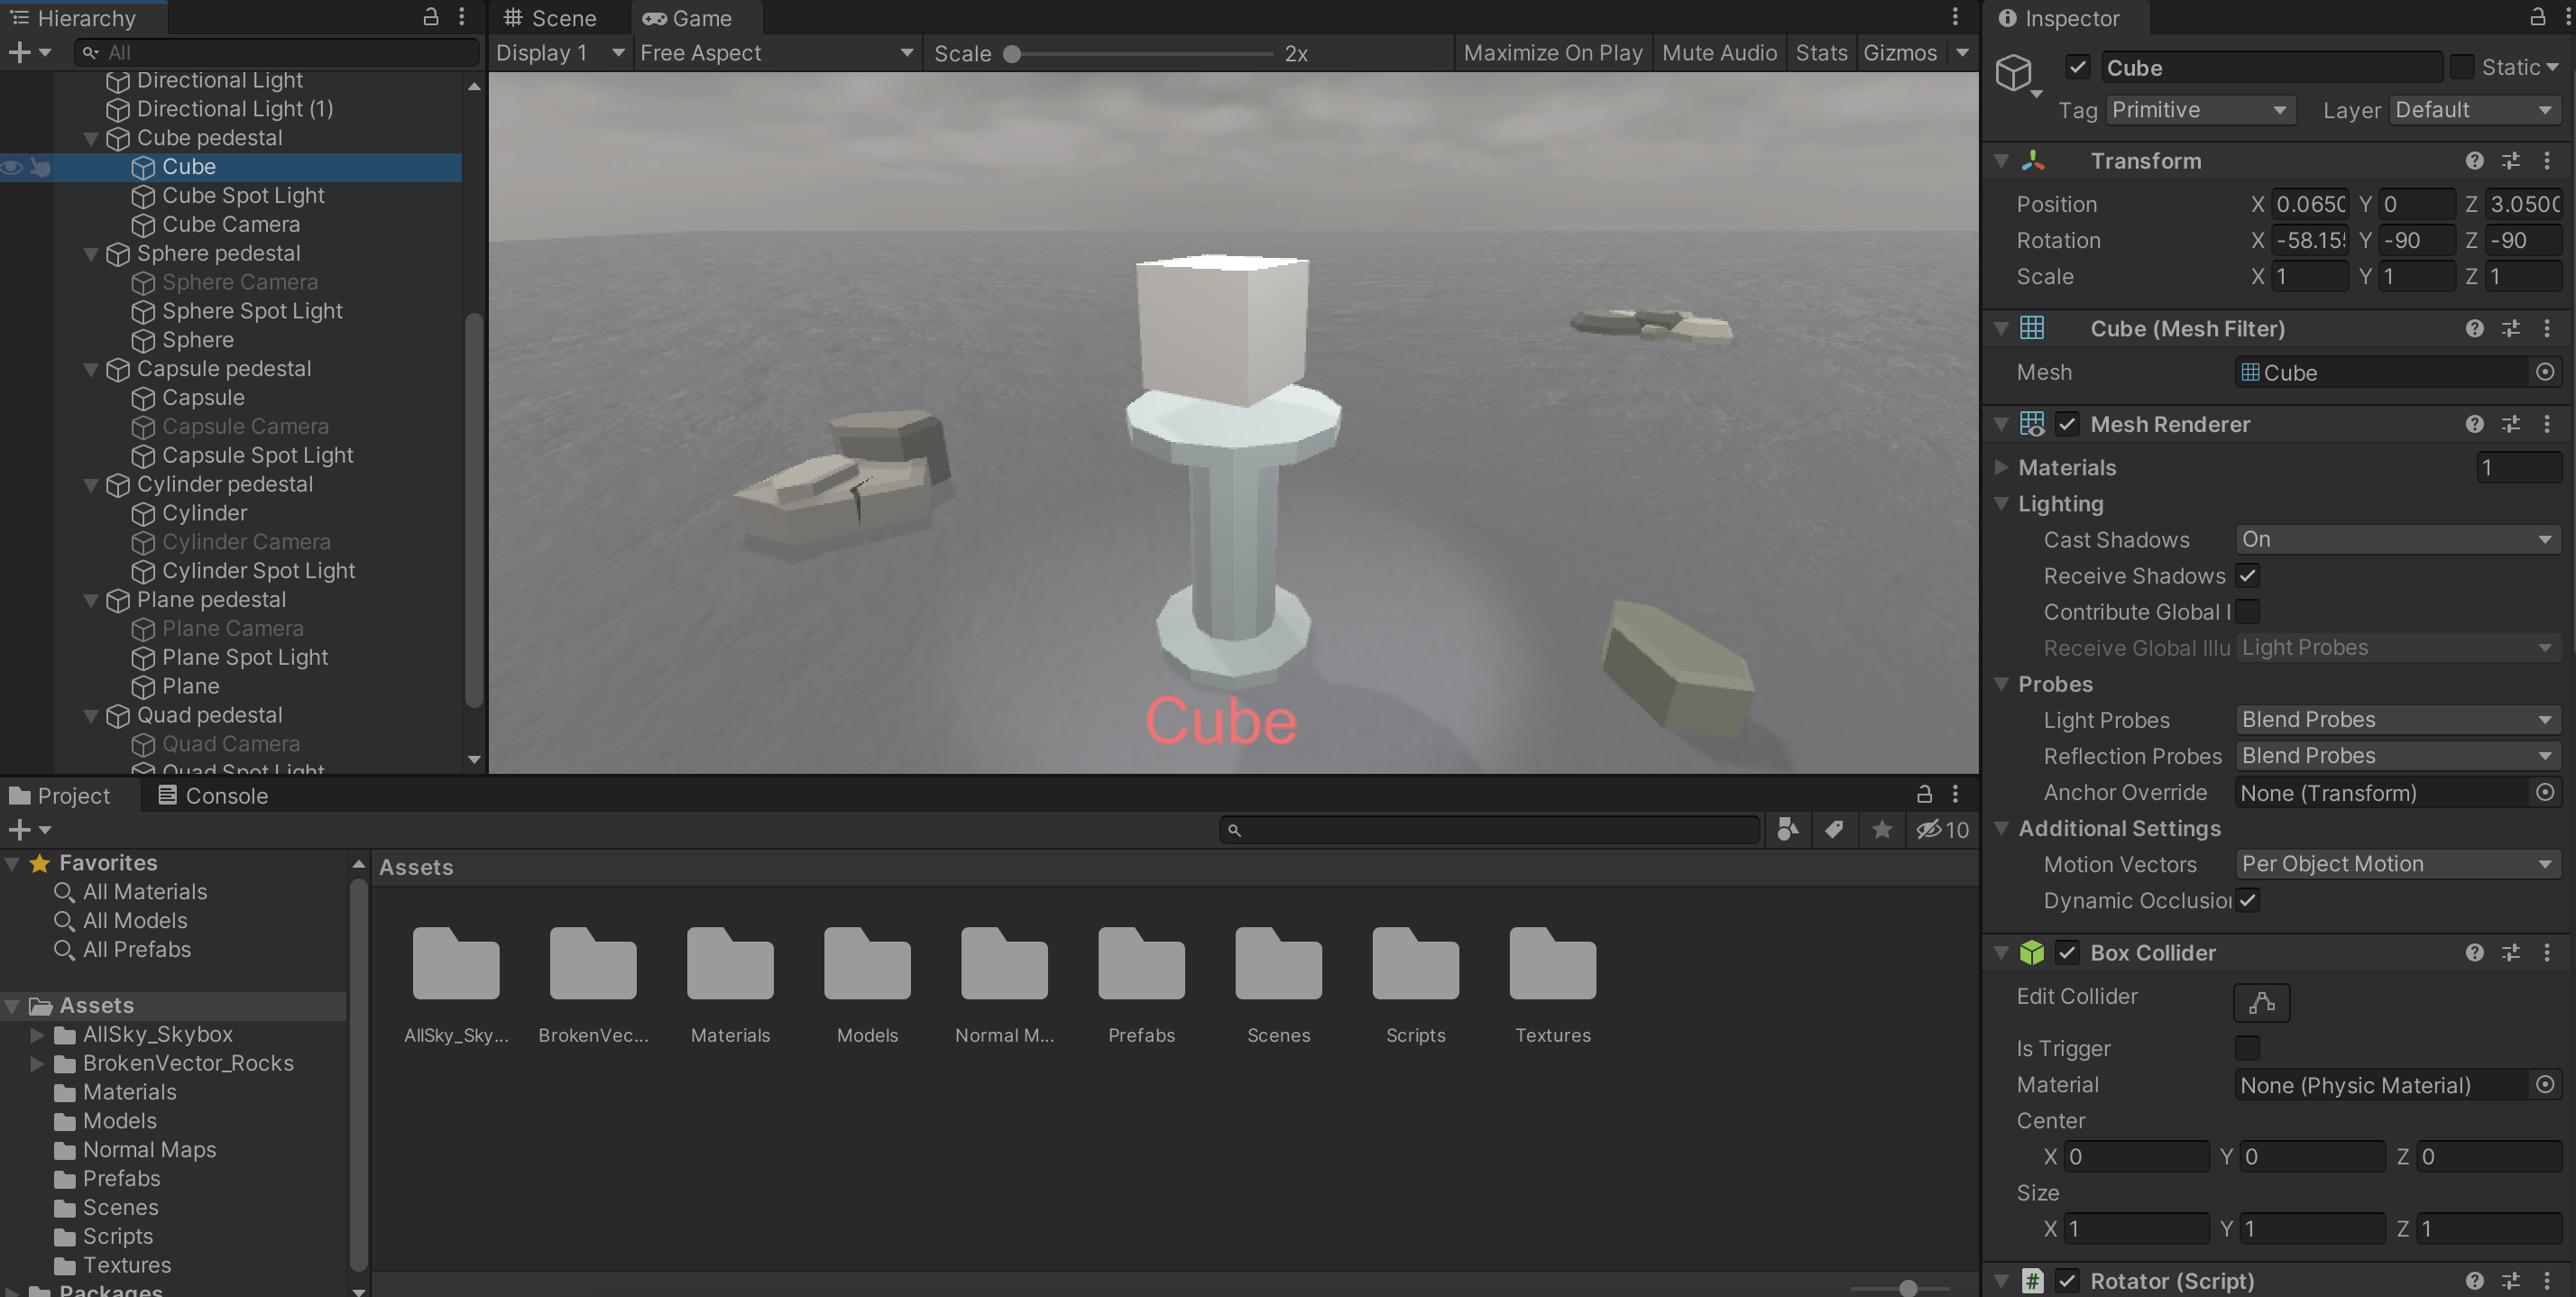 Hierarchy
All
Directional Light
Directional Light (1)
Cube pedestal
Cube
Cube Spot Light
Cube Camera
Sphere pedestal
Sphere Camera
Sphere Spot Light
Sphere
Capsule pedestal
Capsule
Capsule Camera
Capsule Spot Light
Cylinder pedestal
Cylinder
Cylinder Camera
Cylinder Spot Light
Plane pedestal
Plane Camera
Plane Spot Light
Plane
Quad pedestal
Quad Camera
Quad Spot Light
Scene Game
Display 1 Free Aspect Scale 2x Maximize On Play Mute Audio Stats Gizmos
Cube
Project Console
10
Favorites
All Materials
All Models
All Prefabs
Assets
AllSky_Skybox
BrokenVector_Rocks
Materials
Models
Normal Maps
Prefabs
Scenes
Scripts
Textures
Packages
Assets
AllSky_Sky... BrokenVec... Materials Models Normal M... Prefabs Scenes Scripts Textures
Inspector
Cube Static
Tag Primitive Layer Default
Transform
Position X 0.0650 Y 0 Z 3.0500
Rotation X -58.15 Y -90 Z -90
Scale X 1 Y 1 Z 1
Cube (Mesh Filter)
Mesh Cube
Mesh Renderer
Materials 1
Lighting
Cast Shadows On
Receive Shadows
Contribute Global I
Receive Global Illu Light Probes
Probes
Light Probes Blend Probes
Reflection Probes Blend Probes
Anchor Override None (Transform)
Additional Settings
Motion Vectors Per Object Motion
Dynamic Occlusion
Box Collider
Edit Collider
Is Trigger
Material None (Physic Material)
Center
X 0 Y 0 Z 0
Size
X 1 Y 1 Z 1
# Rotator (Script)